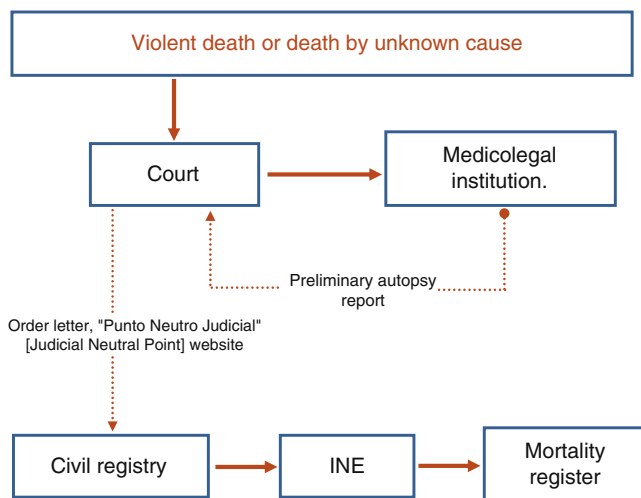 Violent death or death by unknown cause
Court
Medicolegal
institution.
Preliminary autopsy
report
Order letter, "Punto Neutro Judicial"
[Judicial Neutral Point] website
Civil registry
INE
Mortality
register